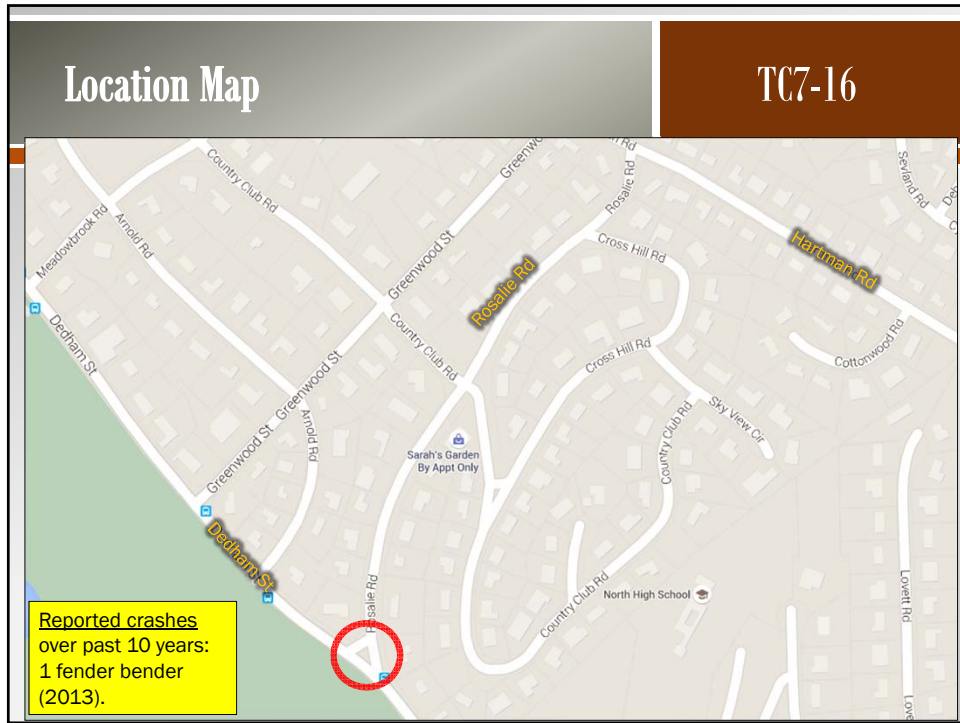 Location Map
TC7-16
Country Club Rd
Greenwood St
Rosalie Rd
Sevland Rd
Meadowbrook Rd
Arnold Rd
Greenwood St
Cross Hill Rd
Hartman Rd
Rosalie Rd
Dedham St
Country Club Rd
Cross Hill Rd
Cottonwood Rd
Greenwood St
Greenwood St
Arnold Rd
Sky View Cir
Country Club Rd
Sarah's Garden
By Appt Only
Dedham St
Rosalie Rd
Country Club Rd
North High School
Lovett Rd
Reported crashes
over past 10 years:
1 fender bender
(2013).